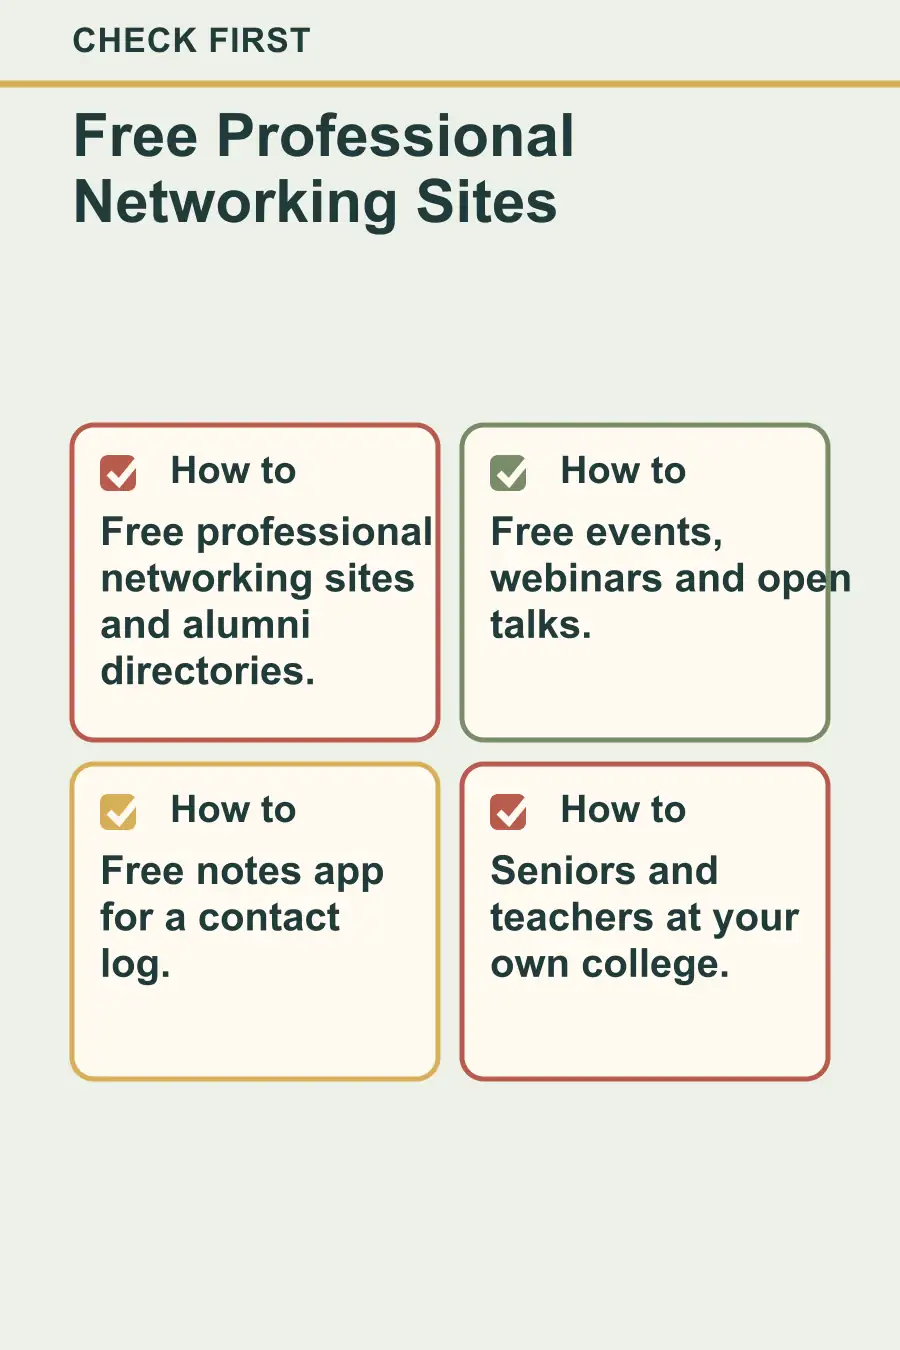 CHECK FIRST
Free Professional
Networking Sites
How to
Free professional
networking sites
and alumni
directories.
How to
Free events,
webinars and open
talks.
How to
Free notes app
for a contact
log.
How to
Seniors and
teachers at your
own college.